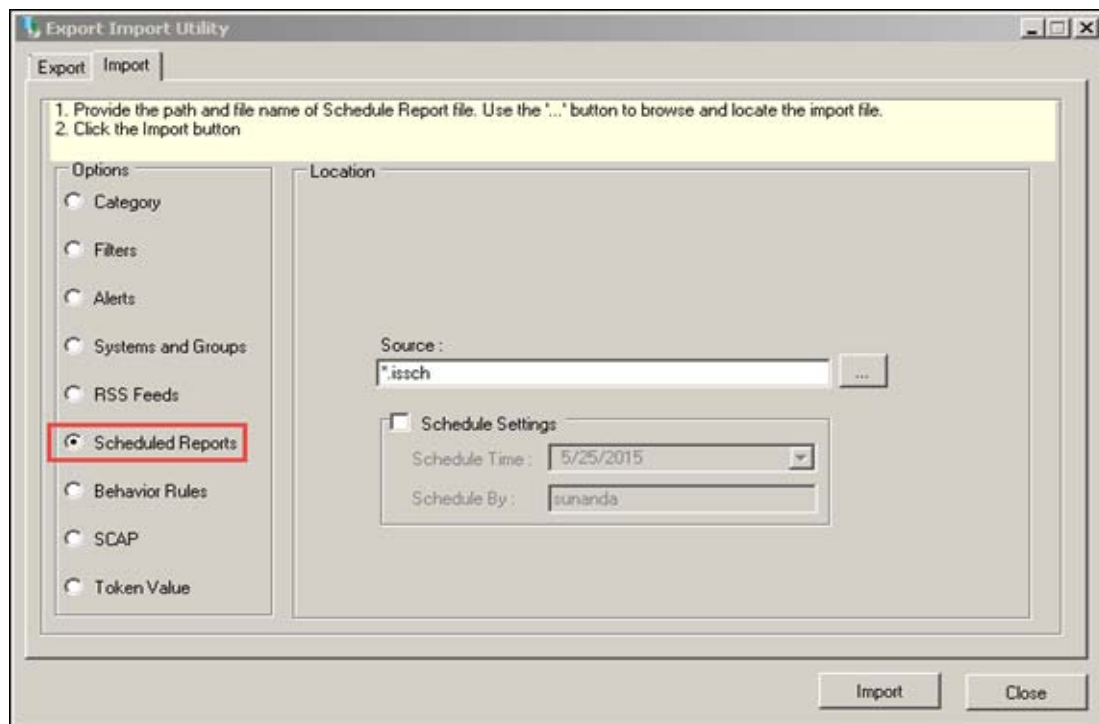 Export Import Utility
Export Import
1. Provide the path and file name of Schedule Report file. Use the '...' button to browse and locate the import file.
2. Click the Import button
Options
Location
Category
Filters
Alerts
Systems and Groups
RSS Feeds
Scheduled Reports
Behavior Rules
SCAP
Token Value
Source :
*.issch
...
Schedule Settings
Schedule Time : 5/25/2015
Schedule By : sunanda
Import
Close